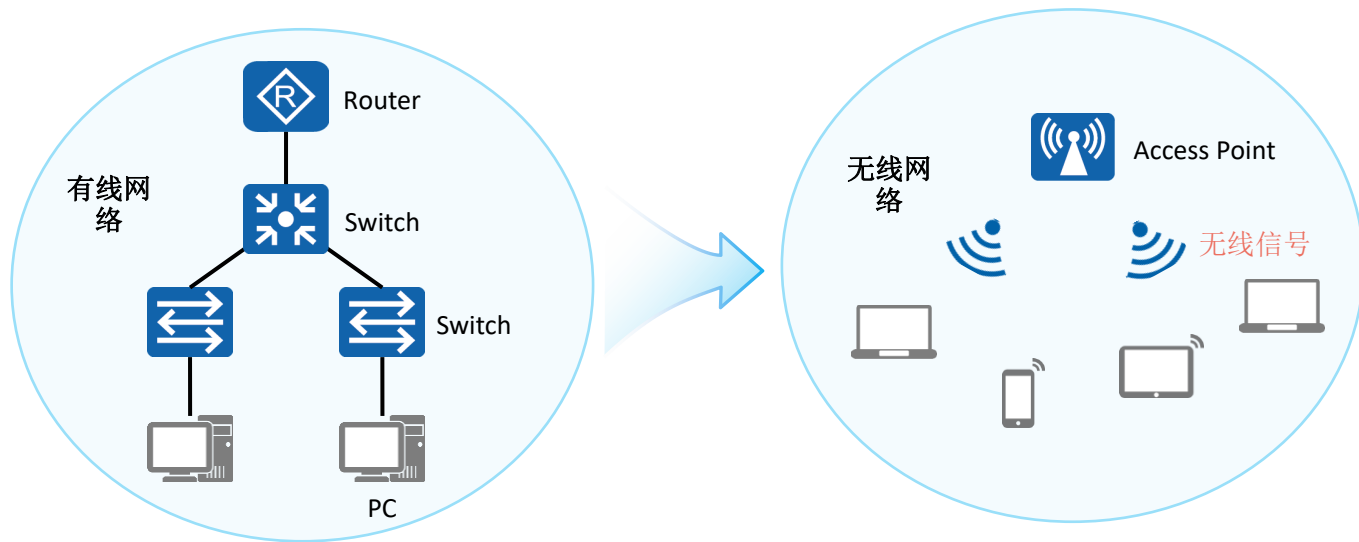 R
Router
有线网
络
Switch
Switch
PC
Access Point
无线网
络
无线信号